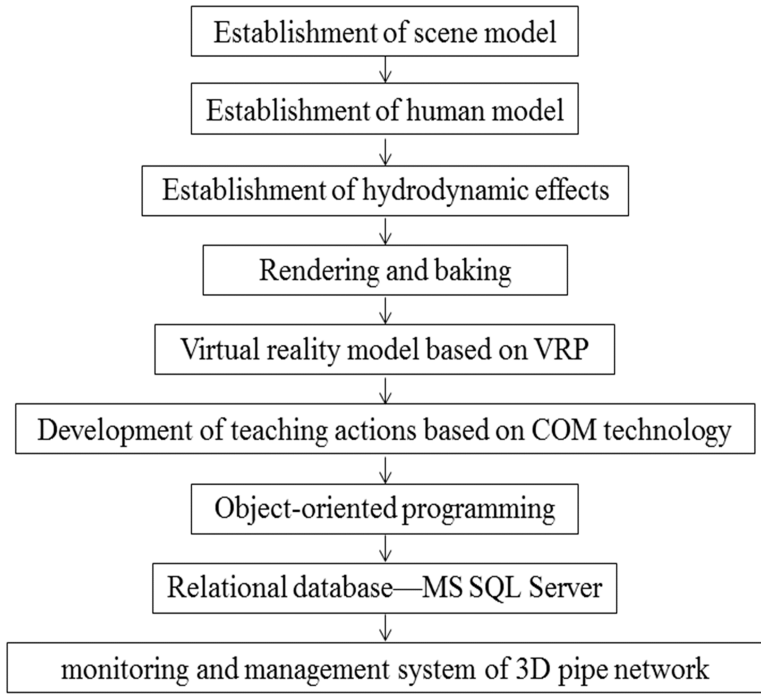 Establishment of scene model
Establishment of human model
Establishment of hydrodynamic effects
Rendering and baking
Virtual reality model based on VRP
Development of teaching actions based on COM technology
Object-oriented programming
Relational database—MS SQL Server
monitoring and management system of 3D pipe network